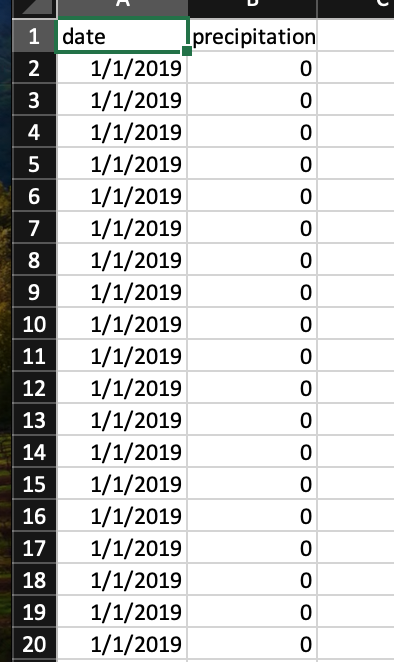 A B C
1 date precipitation
2 1/1/2019 0
3 1/1/2019 0
4 1/1/2019 0
5 1/1/2019 0
6 1/1/2019 0
7 1/1/2019 0
8 1/1/2019 0
9 1/1/2019 0
10 1/1/2019 0
11 1/1/2019 0
12 1/1/2019 0
13 1/1/2019 0
14 1/1/2019 0
15 1/1/2019 0
16 1/1/2019 0
17 1/1/2019 0
18 1/1/2019 0
19 1/1/2019 0
20 1/1/2019 0